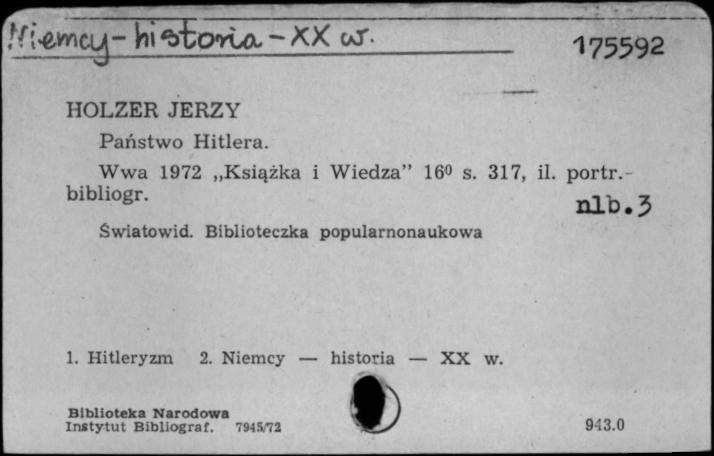 Niemcy - historia - XX w.
175592
HOLZER JERZY
Państwo Hitlera.
Wwa 1972 „Książka i Wiedza” 16⁰ s. 317, il. portr.-
bibliogr.
nlb.3
Światowid. Biblioteczka popularnonaukowa
1. Hitleryzm 2. Niemcy — historia — XX w.
Biblioteka Narodowa
Instytut Bibliograf. 7945/72
943.0